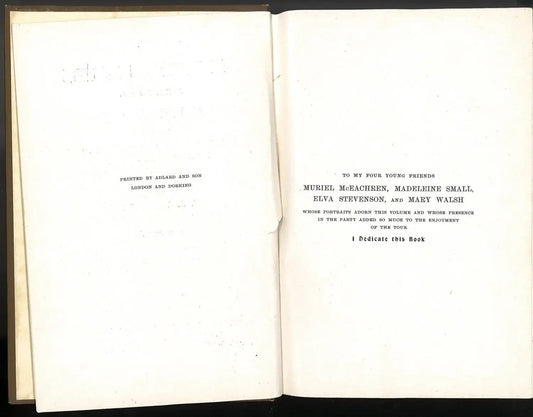 PRINTED BY ADLARD AND SON
LONDON AND DORKING
TO MY FOUR YOUNG FRIENDS
MURIEL McEACHREN, MADELEINE SMALL,
ELVA STEVENSON, AND MARY WALSH
WHOSE PORTRAITS ADORN THIS VOLUME AND WHOSE PRESENCE
IN THE PARTY ADDED SO MUCH TO THE ENJOYMENT
OF THE TOUR
I Dedicate this Book